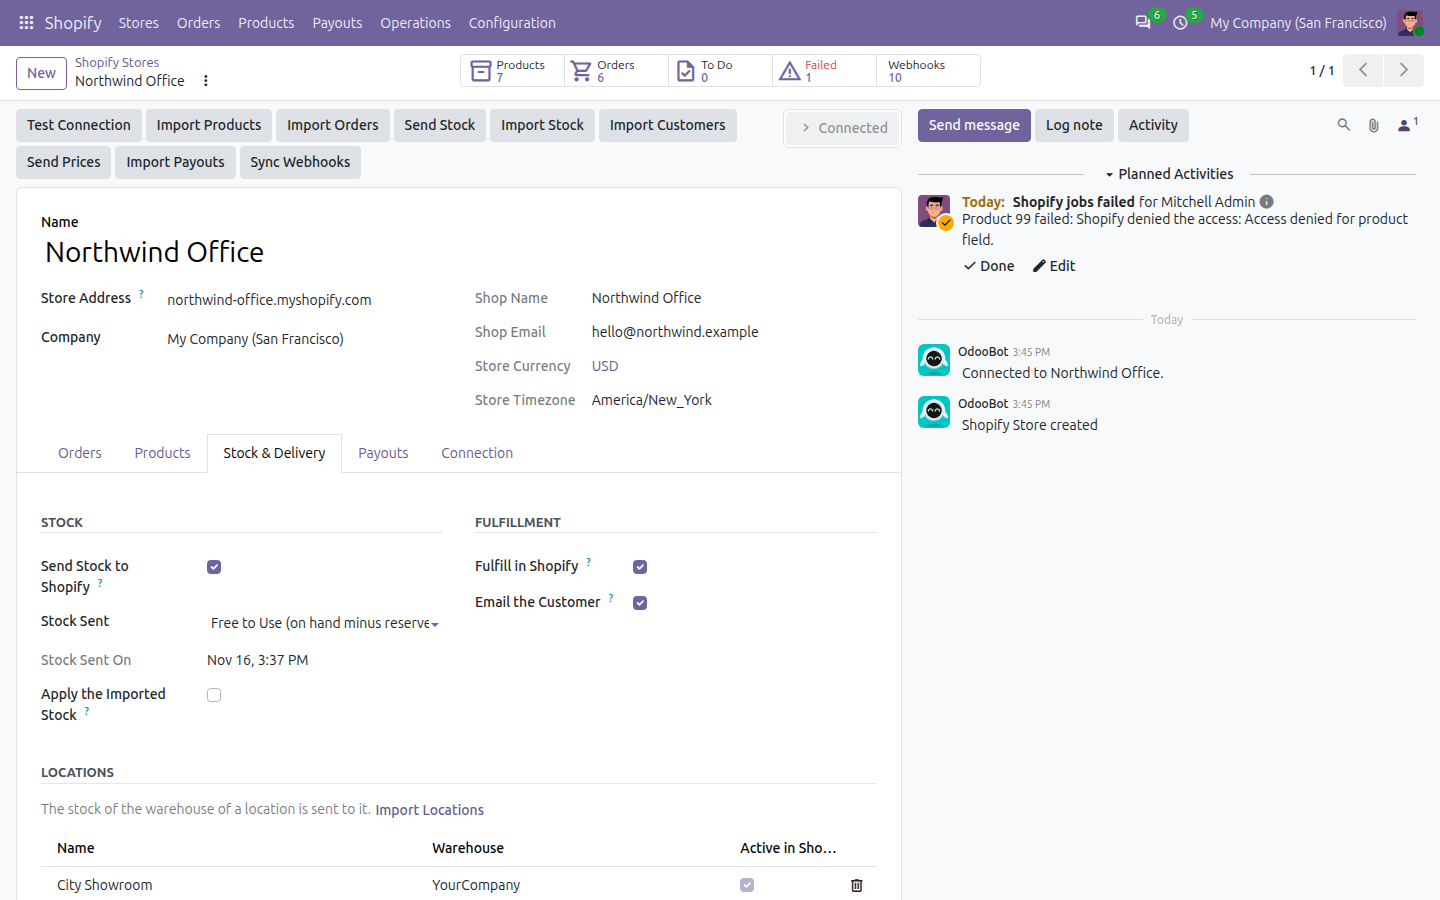 Shopify Stores Orders Products Payouts Operations Configuration 6 5 My Company (San Francisco)
New
Shopify Stores
Northwind Office
Products 7
Orders 6
To Do 0
Failed 1
Webhooks 10
1 / 1
Test Connection Import Products Import Orders Send Stock Import Stock Import Customers
Send Prices Import Payouts Sync Webhooks
Connected
Send message Log note Activity 1
Name
Northwind Office
Store Address ? northwind-office.myshopify.com
Company My Company (San Francisco)
Shop Name Northwind Office
Shop Email hello@northwind.example
Store Currency USD
Store Timezone America/New_York
Orders Products Stock & Delivery Payouts Connection
STOCK
Send Stock to
Shopify ?
Stock Sent Free to Use (on hand minus reserve
Stock Sent On Nov 16, 3:37 PM
Apply the Imported
Stock ?
FULFILLMENT
Fulfill in Shopify ?
Email the Customer ?
LOCATIONS
The stock of the warehouse of a location is sent to it. Import Locations
Name Warehouse Active in Sho...
City Showroom YourCompany
Planned Activities
Today: Shopify jobs failed for Mitchell Admin
Product 99 failed: Shopify denied the access: Access denied for product
field.
Done Edit
Today
OdooBot 3:45 PM
Connected to Northwind Office.
OdooBot 3:45 PM
Shopify Store created